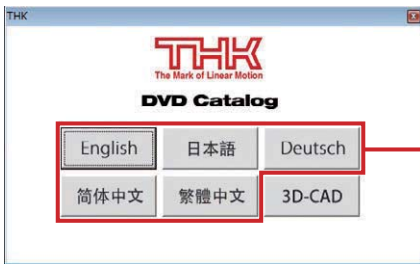 THK
THK
The Mark of Linear Motion
DVD Catalog
English 日本語 Deutsch
简体中文 繁體中文 3D-CAD